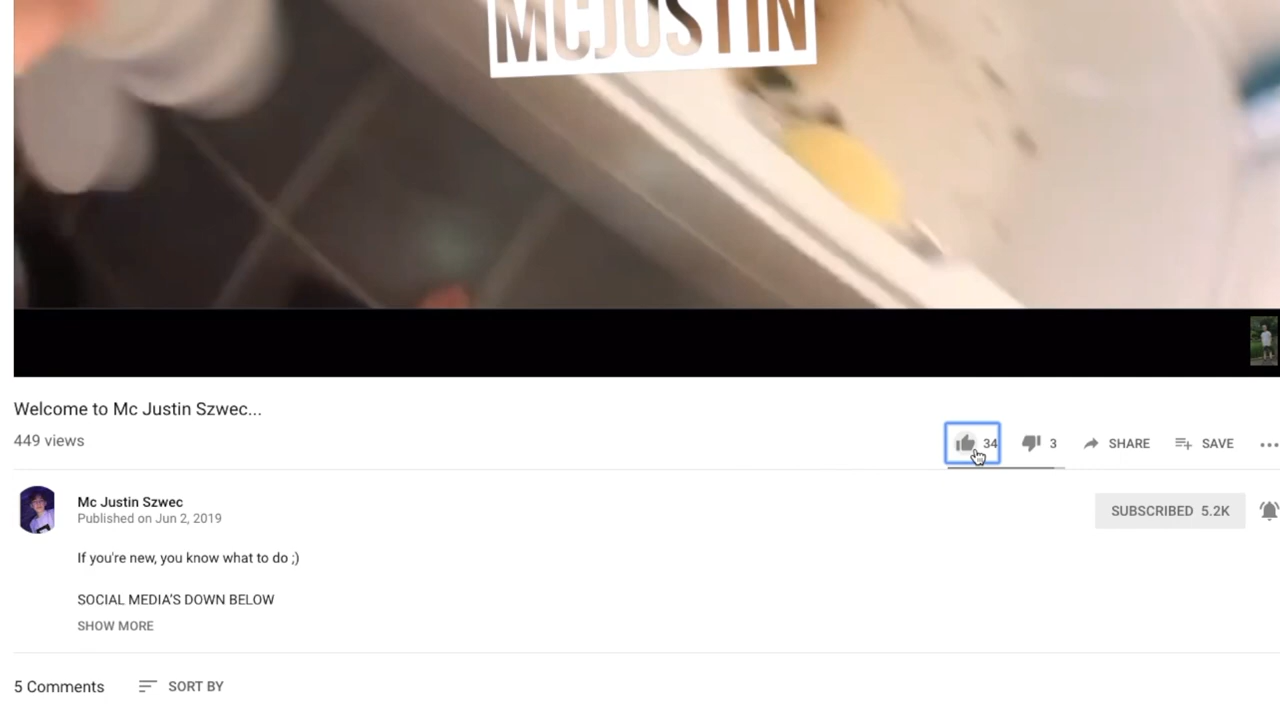 MCJUSTIN
Welcome to Mc Justin Szwec...
449 views
34
3
SHARE
SAVE
Mc Justin Szwec
Published on Jun 2, 2019
SUBSCRIBED 5.2K
If you're new, you know what to do ;)
SOCIAL MEDIA'S DOWN BELOW
SHOW MORE
5 Comments
SORT BY